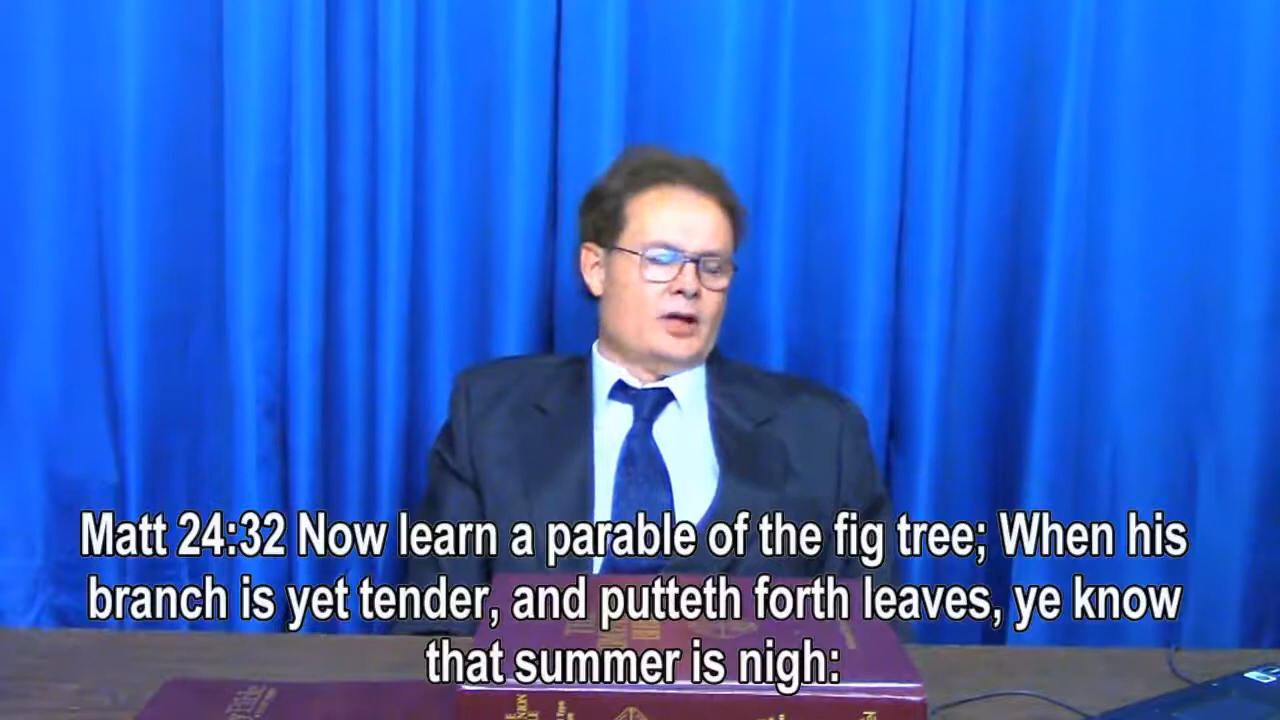 Matt 24:32 Now learn a parable of the fig tree; When his
branch is yet tender, and putteth forth leaves, ye know
that summer is nigh: